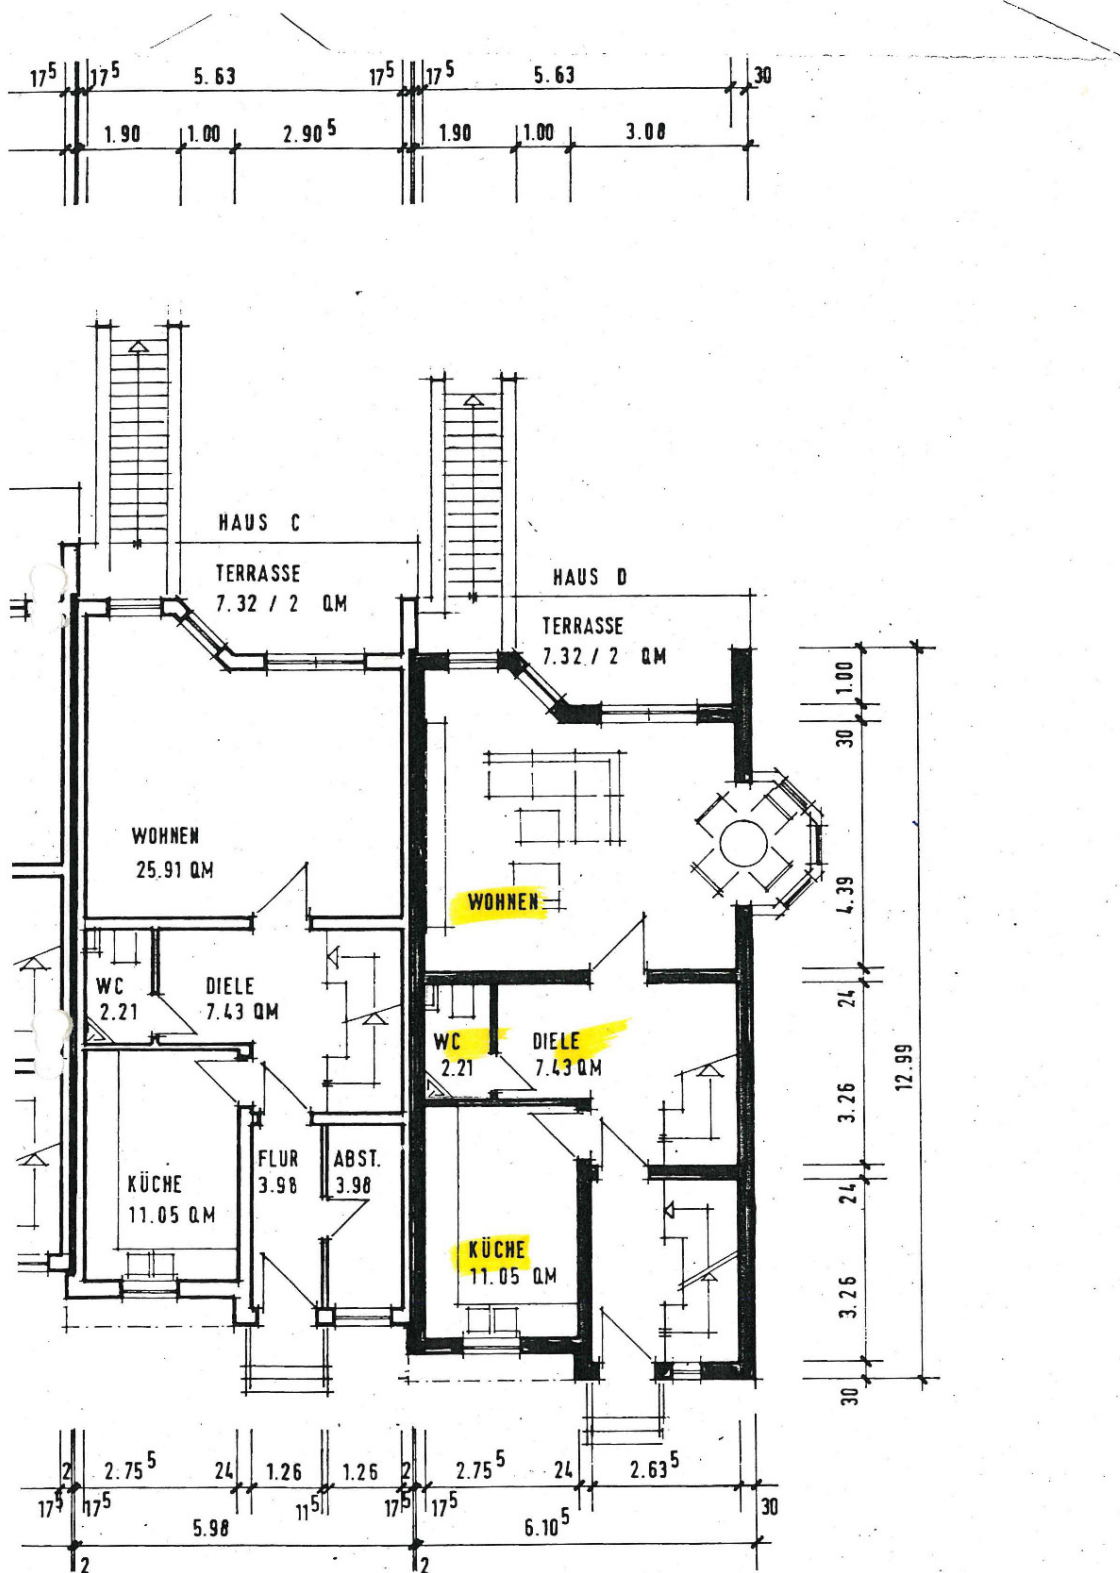 17⁵ 17⁵ 5.63 17⁵ 17⁵ 5.63 30
1.90 1.00 2.90⁵ 1.90 1.00 3.08
HAUS C
TERRASSE
7.32 / 2 QM
HAUS D
TERRASSE
7.32 / 2 QM
1.00
30
WOHNEN
25.91 QM
WOHNEN
4.39
WC
2.21
DIELE
7.43 QM
WC
2.21
DIELE
7.43 QM
24
12.99
3.26
FLUR
3.98
ABST.
3.98
KÜCHE
11.05 QM
24
KÜCHE
11.05 QM
3.26
30
2 2.75⁵ 24 1.26 1.26 2 2.75⁵ 24 2.63⁵
17⁵ 17⁵ 11⁵ 17⁵ 17⁵ 30
5.98 6.10⁵
2 2